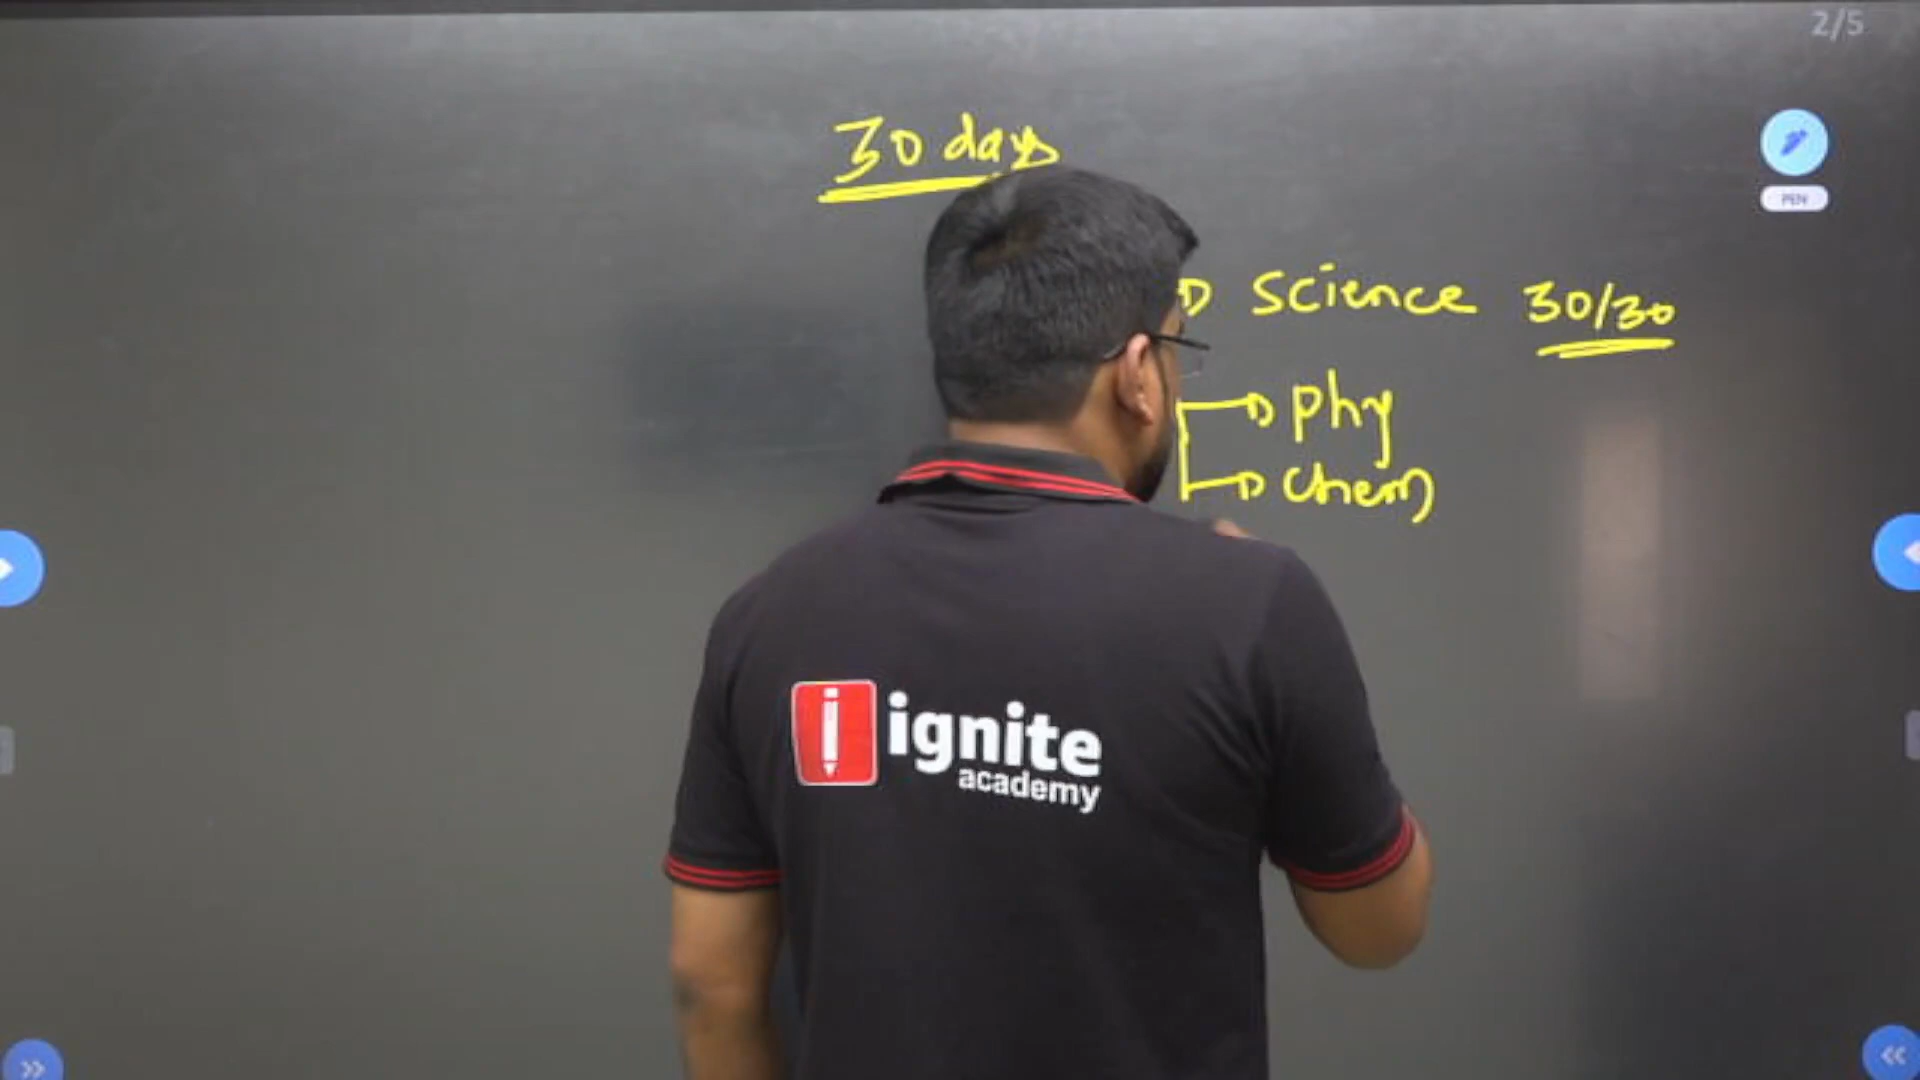 2/5
30 days
PEN
Science 30/30
Phy
Chem
i ignite
academy